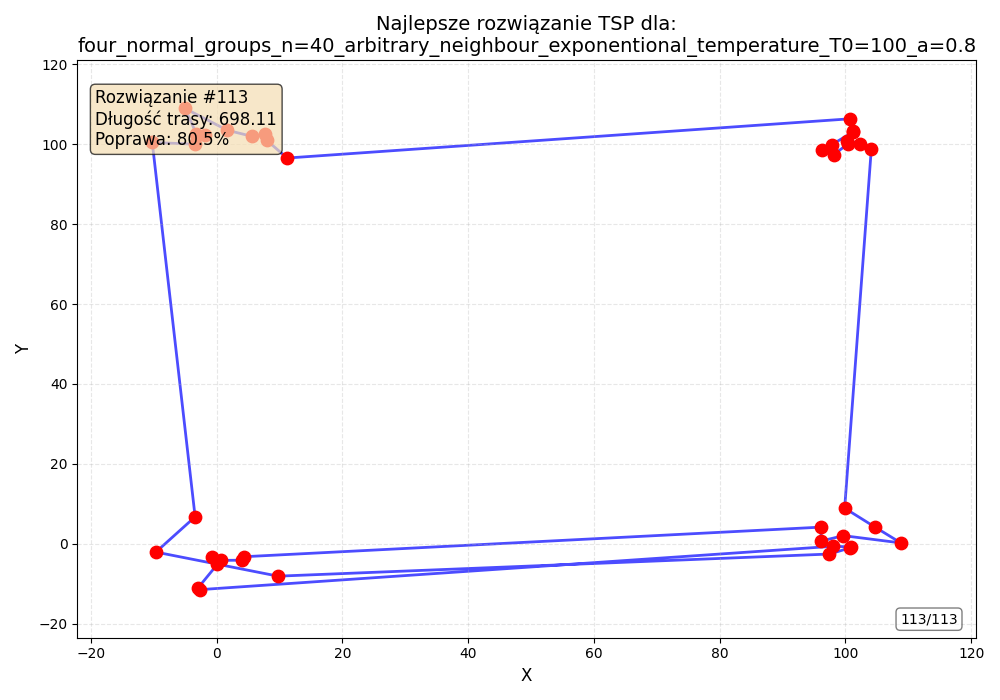 Najlepsze rozwiązanie TSP dla:
four_normal_groups_n=40_arbitrary_neighbour_exponentional_temperature_T0=100_a=0.8
Rozwiązanie #113
Długość trasy: 698.11
Poprawa: 80.5%
120
100
80
60
40
20
0
−20
Y
113/113
−20
0
20
40
60
80
100
120
X